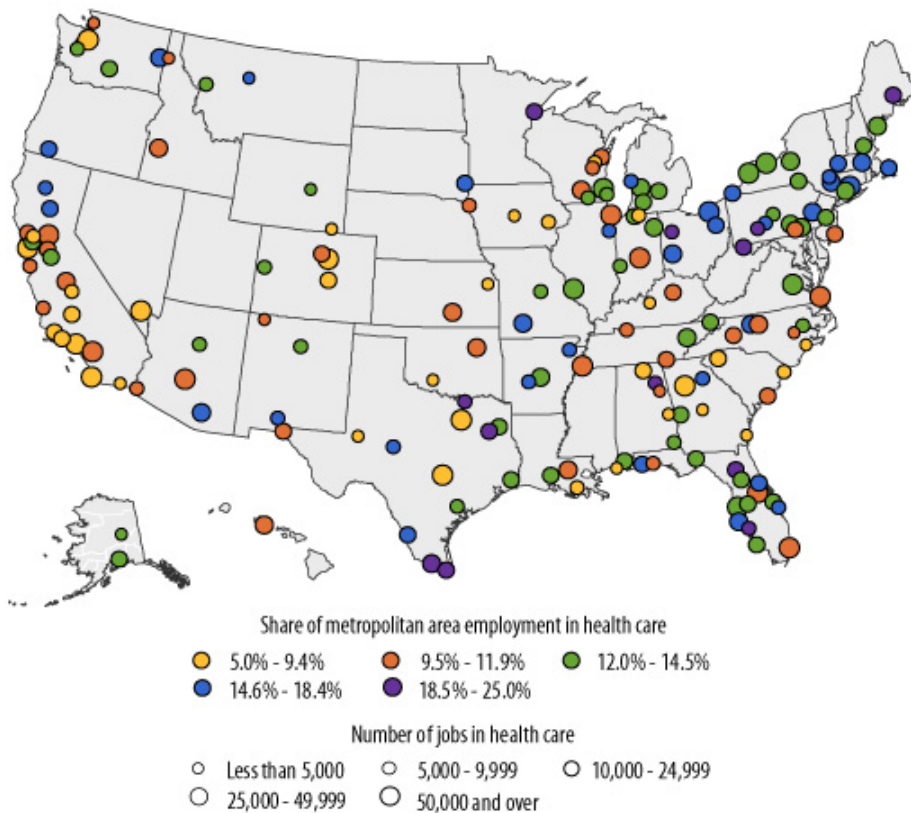 Share of metropolitan area employment in health care
5.0% - 9.4% 9.5% - 11.9% 12.0% - 14.5%
14.6% - 18.4% 18.5% - 25.0%
Number of jobs in health care
Less than 5,000 5,000 - 9,999 10,000 - 24,999
25,000 - 49,999 50,000 and over